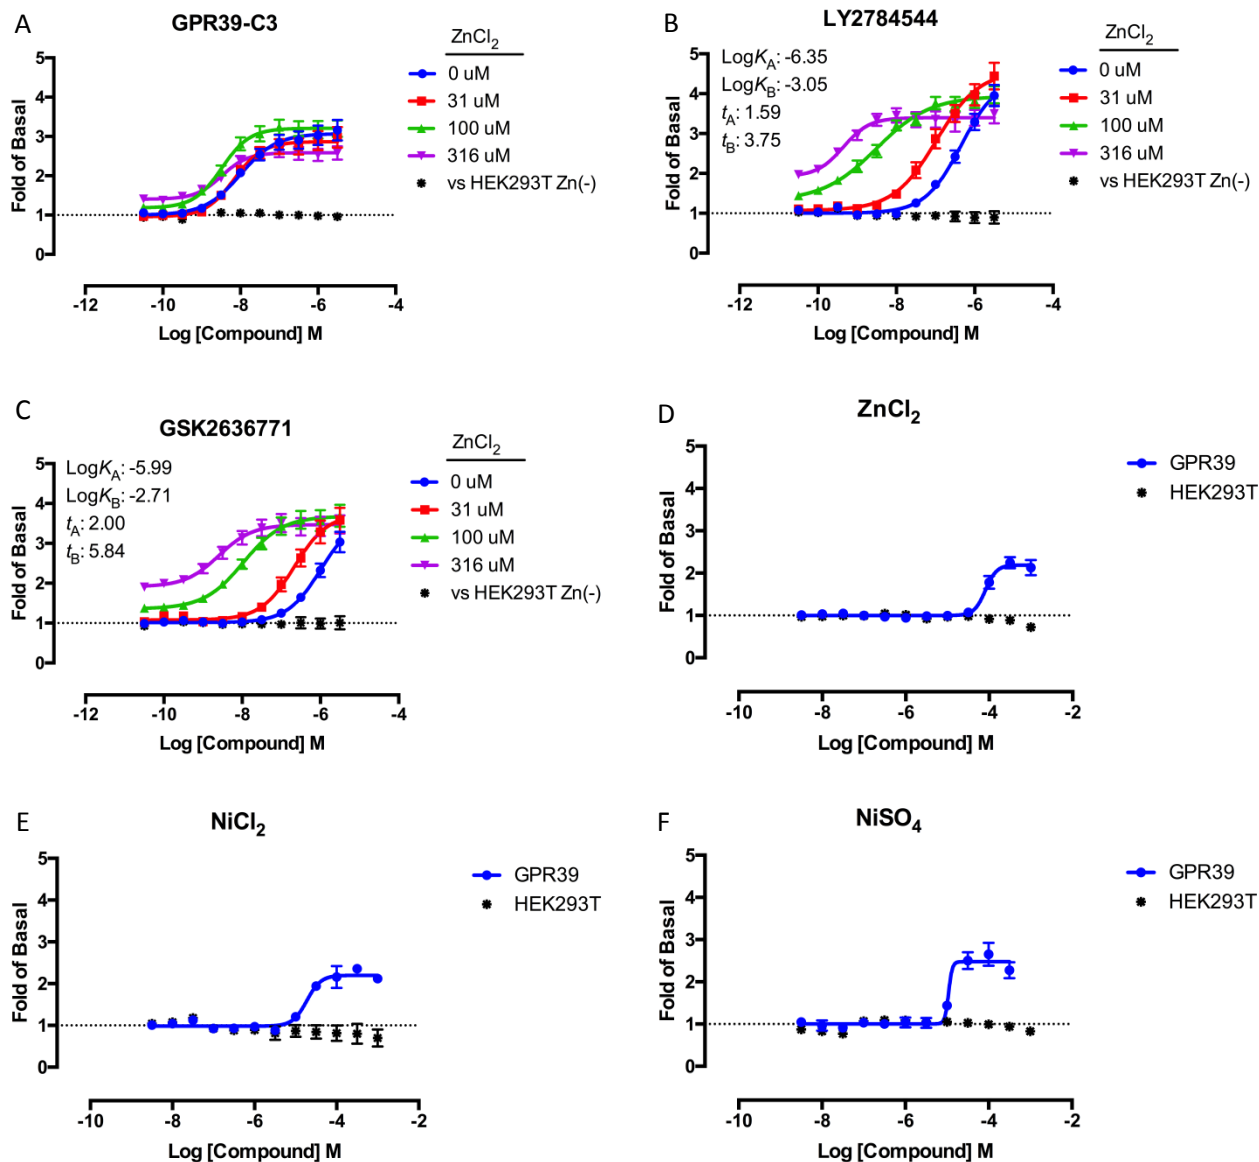 A
GPR39-C3
ZnCl2
0 uM
31 uM
100 uM
316 uM
vs HEK293T Zn(-)
Fold of Basal
5
4
3
2
1
0
-12
-10
-8
-6
-4
Log [Compound] M
B
LY2784544
LogKA: -6.35
LogKB: -3.05
tA: 1.59
tB: 3.75
ZnCl2
0 uM
31 uM
100 uM
316 uM
vs HEK293T Zn(-)
Fold of Basal
5
4
3
2
1
0
-12
-10
-8
-6
-4
Log [Compound] M
C
GSK2636771
LogKA: -5.99
LogKB: -2.71
tA: 2.00
tB: 5.84
ZnCl2
0 uM
31 uM
100 uM
316 uM
vs HEK293T Zn(-)
Fold of Basal
5
4
3
2
1
0
-12
-10
-8
-6
-4
Log [Compound] M
D
ZnCl2
GPR39
HEK293T
Fold of Basal
5
4
3
2
1
0
-10
-8
-6
-4
-2
Log [Compound] M
E
NiCl2
GPR39
HEK293T
Fold of Basal
5
4
3
2
1
0
-10
-8
-6
-4
-2
Log [Compound] M
F
NiSO4
GPR39
HEK293T
Fold of Basal
5
4
3
2
1
0
-10
-8
-6
-4
-2
Log [Compound] M